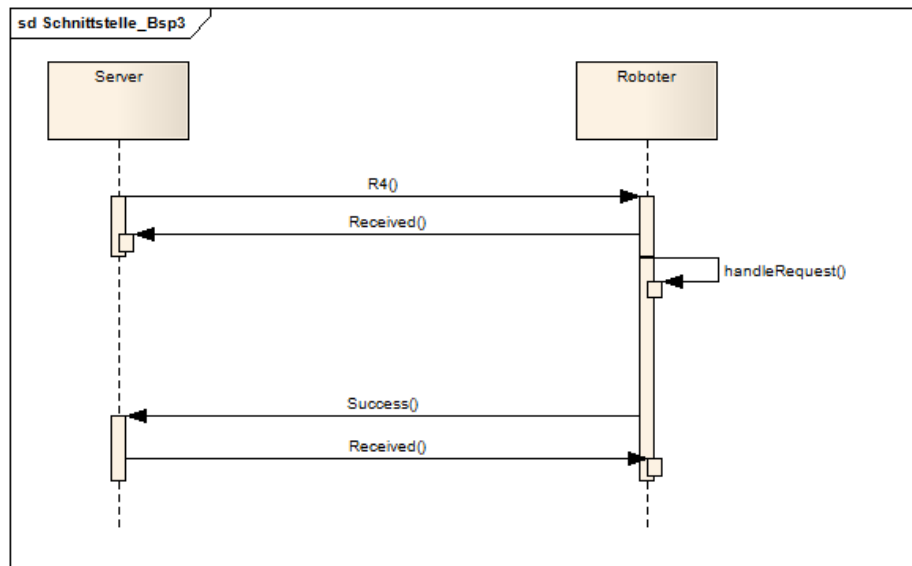 sd Schnittstelle_Bsp3
Server
Roboter
R4()
Received()
handleRequest()
Success()
Received()